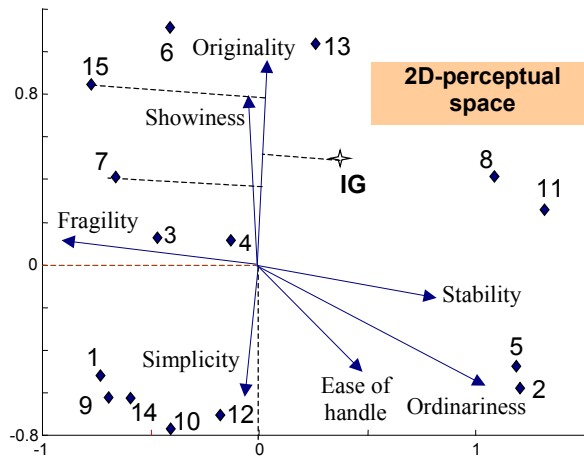 6
Originality
13
15
2D-perceptual
space
0.8
Showiness
7
8
IG
11
Fragility
3
4
0
Stability
1
Simplicity
5
Ease of
handle
Ordinariness
2
9
14
10
12
-0.8
0
1